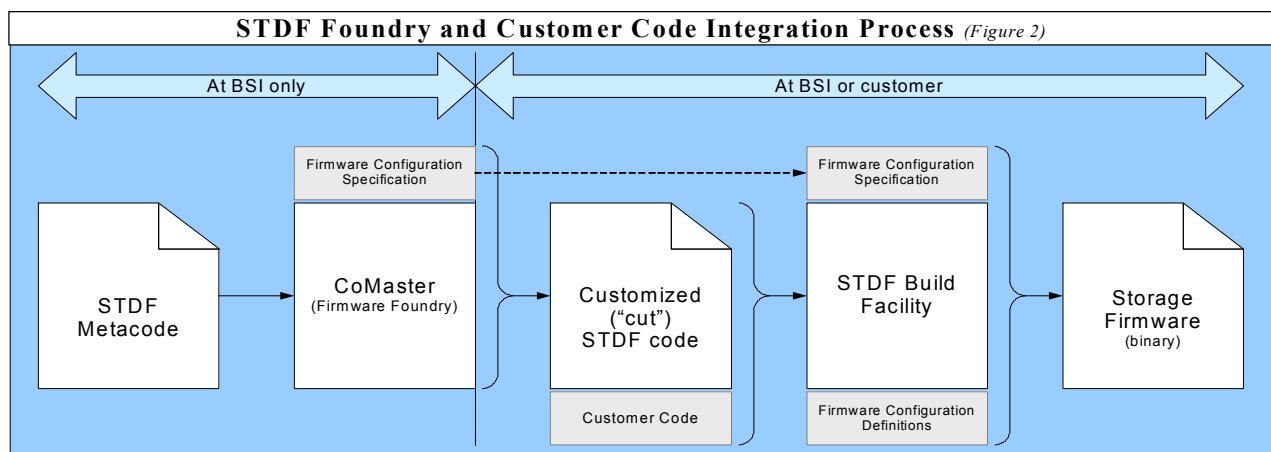 STDF Foundry and Customer Code Integration Process (Figure 2)
At BSI only
At BSI or customer
Firmware Configuration
Specification
Firmware Configuration
Specification
STDF
Metacode
CoMaster
(Firmware Foundry)
Customized
(“cut”)
STDF code
STDF Build
Facility
Storage
Firmware
(binary)
Customer Code
Firmware Configuration
Definitions